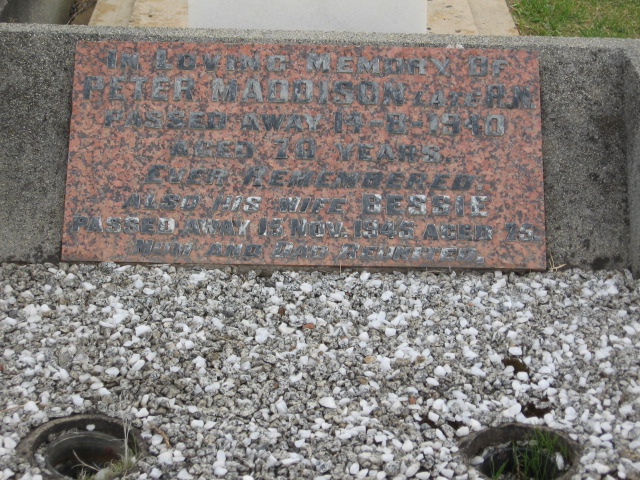 IN LOVING MEMORY OF
PETER MADDISON LATE R.N.
PASSED AWAY 14-8-1940
AGED 70 YEARS.
EVER REMEMBERED.
ALSO HIS WIFE BESSIE
PASSED AWAY 15 NOV. 1946 AGED 73.
MUM AND DAD REUNITED.